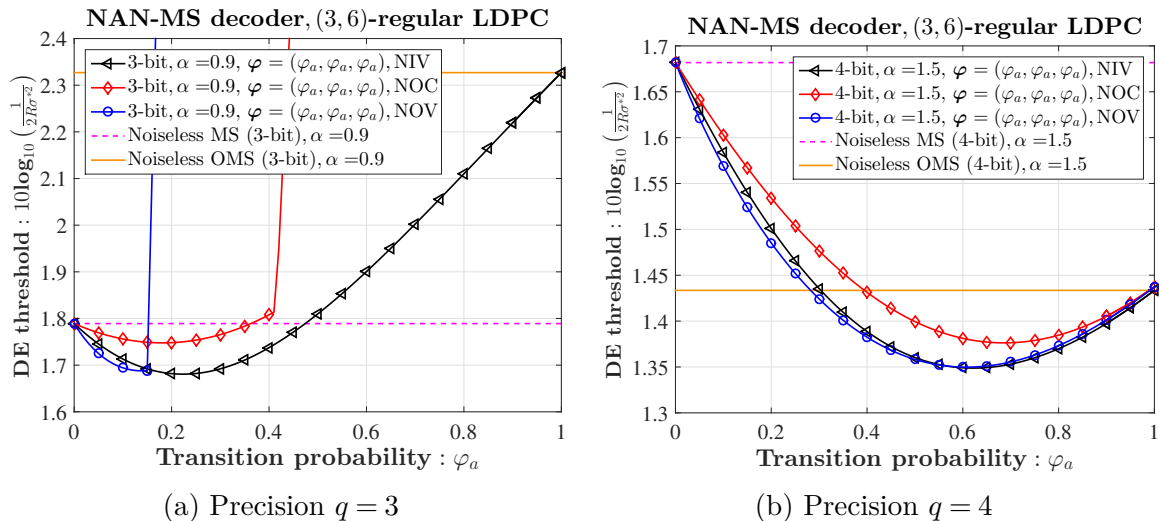 NAN-MS decoder, (3, 6)-regular LDPC
2.4
2.3
2.2
2.1
2
1.9
1.8
1.7
1.6
DE threshold : 10log₁₀ (1/(2Rσ*²))
3-bit, α =0.9, φ = (φₐ, φₐ, φₐ), NIV
3-bit, α =0.9, φ = (φₐ, φₐ, φₐ), NOC
3-bit, α =0.9, φ = (φₐ, φₐ, φₐ), NOV
Noiseless MS (3-bit), α =0.9
Noiseless OMS (3-bit), α =0.9
0 0.2 0.4 0.6 0.8 1
Transition probability : φₐ
(a) Precision q = 3
NAN-MS decoder, (3, 6)-regular LDPC
1.7
1.65
1.6
1.55
1.5
1.45
1.4
1.35
1.3
DE threshold : 10log₁₀ (1/(2Rσ*²))
4-bit, α =1.5, φ = (φₐ, φₐ, φₐ), NIV
4-bit, α =1.5, φ = (φₐ, φₐ, φₐ), NOC
4-bit, α =1.5, φ = (φₐ, φₐ, φₐ), NOV
Noiseless MS (4-bit), α =1.5
Noiseless OMS (4-bit), α =1.5
0 0.2 0.4 0.6 0.8 1
Transition probability : φₐ
(b) Precision q = 4